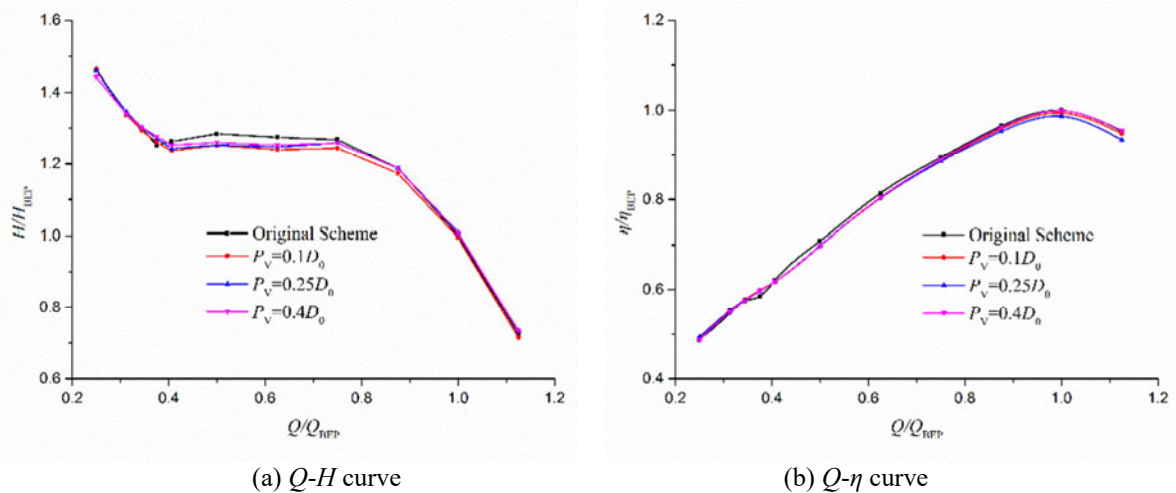 1.6
1.4
1.2
1.0
0.8
0.6
H/H_BEP
Original Scheme
P_V=0.1D_0
P_V=0.25D_0
P_V=0.4D_0
0.2 0.4 0.6 0.8 1.0 1.2
Q/Q_BEP
(a) Q-H curve
1.2
1.0
0.8
0.6
0.4
η/η_BEP
Original Scheme
P_V=0.1D_0
P_V=0.25D_0
P_V=0.4D_0
0.2 0.4 0.6 0.8 1.0 1.2
Q/Q_BEP
(b) Q-η curve